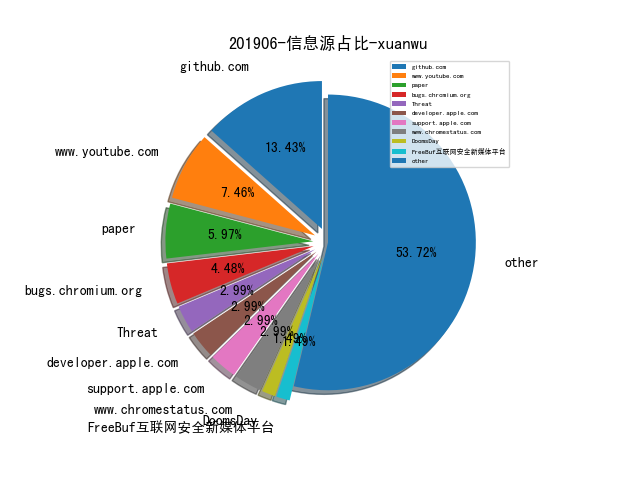 201906-信息源占比-xuanwu
github.com
www.youtube.com
paper
bugs.chromium.org
Threat
developer.apple.com
support.apple.com
www.chromestatus.com
DoomsDay
FreeBuf互联网安全新媒体平台
other
13.43%
7.46%
5.97%
4.48%
2.99%
2.99%
2.99%
2.99%
1.49%
1.49%
53.72%
github.com
www.youtube.com
paper
bugs.chromium.org
Threat
developer.apple.com
support.apple.com
www.chromestatus.com
DoomsDay
FreeBuf互联网安全新媒体平台
other